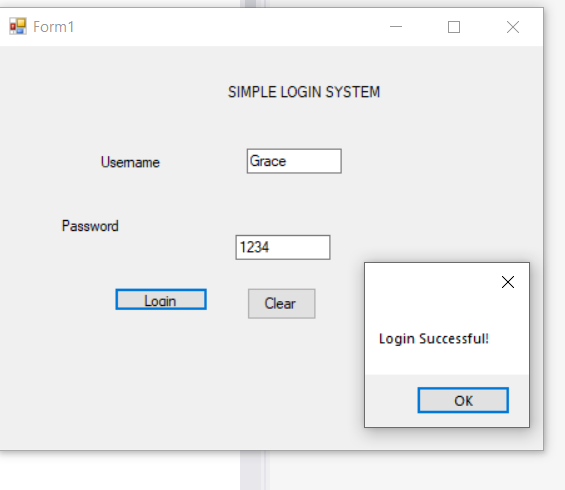 Form1
SIMPLE LOGIN SYSTEM
Username
Grace
Password
1234
Login
Clear
Login Successful!
OK